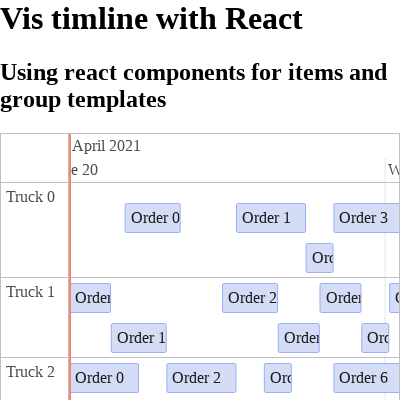 Vis timline with React
Using react components for items and
group templates
April 2021
e 20
Truck 0
Order 0
Order 1
Order 3
Truck 1
Order 2
Order 1
Truck 2
Order 0
Order 2
Order 6